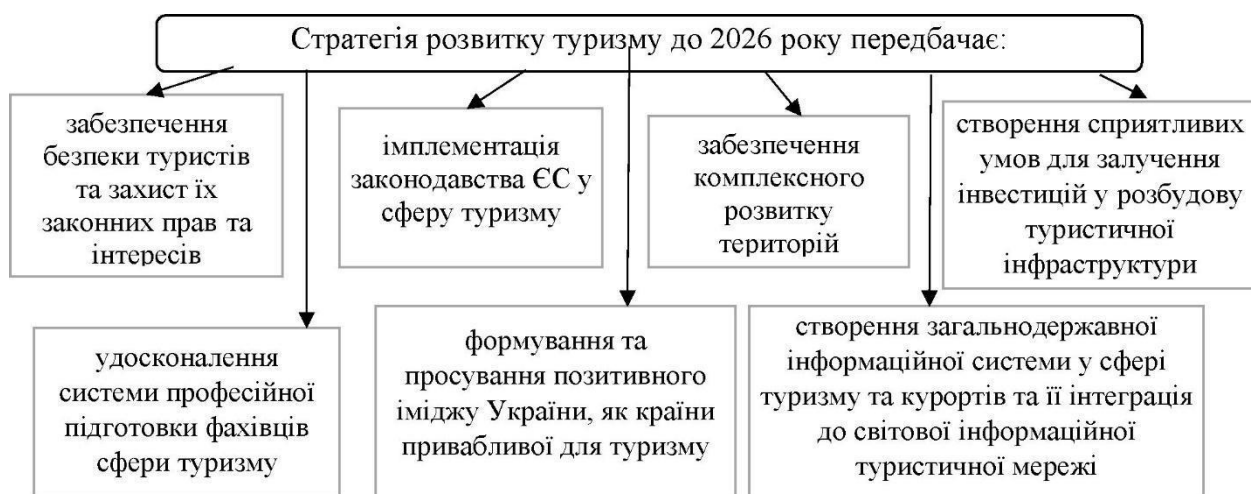 Стратегія розвитку туризму до 2026 року передбачає:
забезпечення
безпеки туристів
та захист їх
законних прав та
інтересів
імплементація
законодавства ЄС у
сферу туризму
забезпечення
комплексного
розвитку
територій
створення сприятливих
умов для залучення
інвестицій у розбудову
туристичної
інфраструктури
удосконалення
системи професійної
підготовки фахівців
сфери туризму
формування та
просування позитивного
іміджу України, як країни
привабливої для туризму
створення загальнодержавної
інформаційної системи у сфері
туризму та курортів та її інтеграція
до світової інформаційної
туристичної мережі